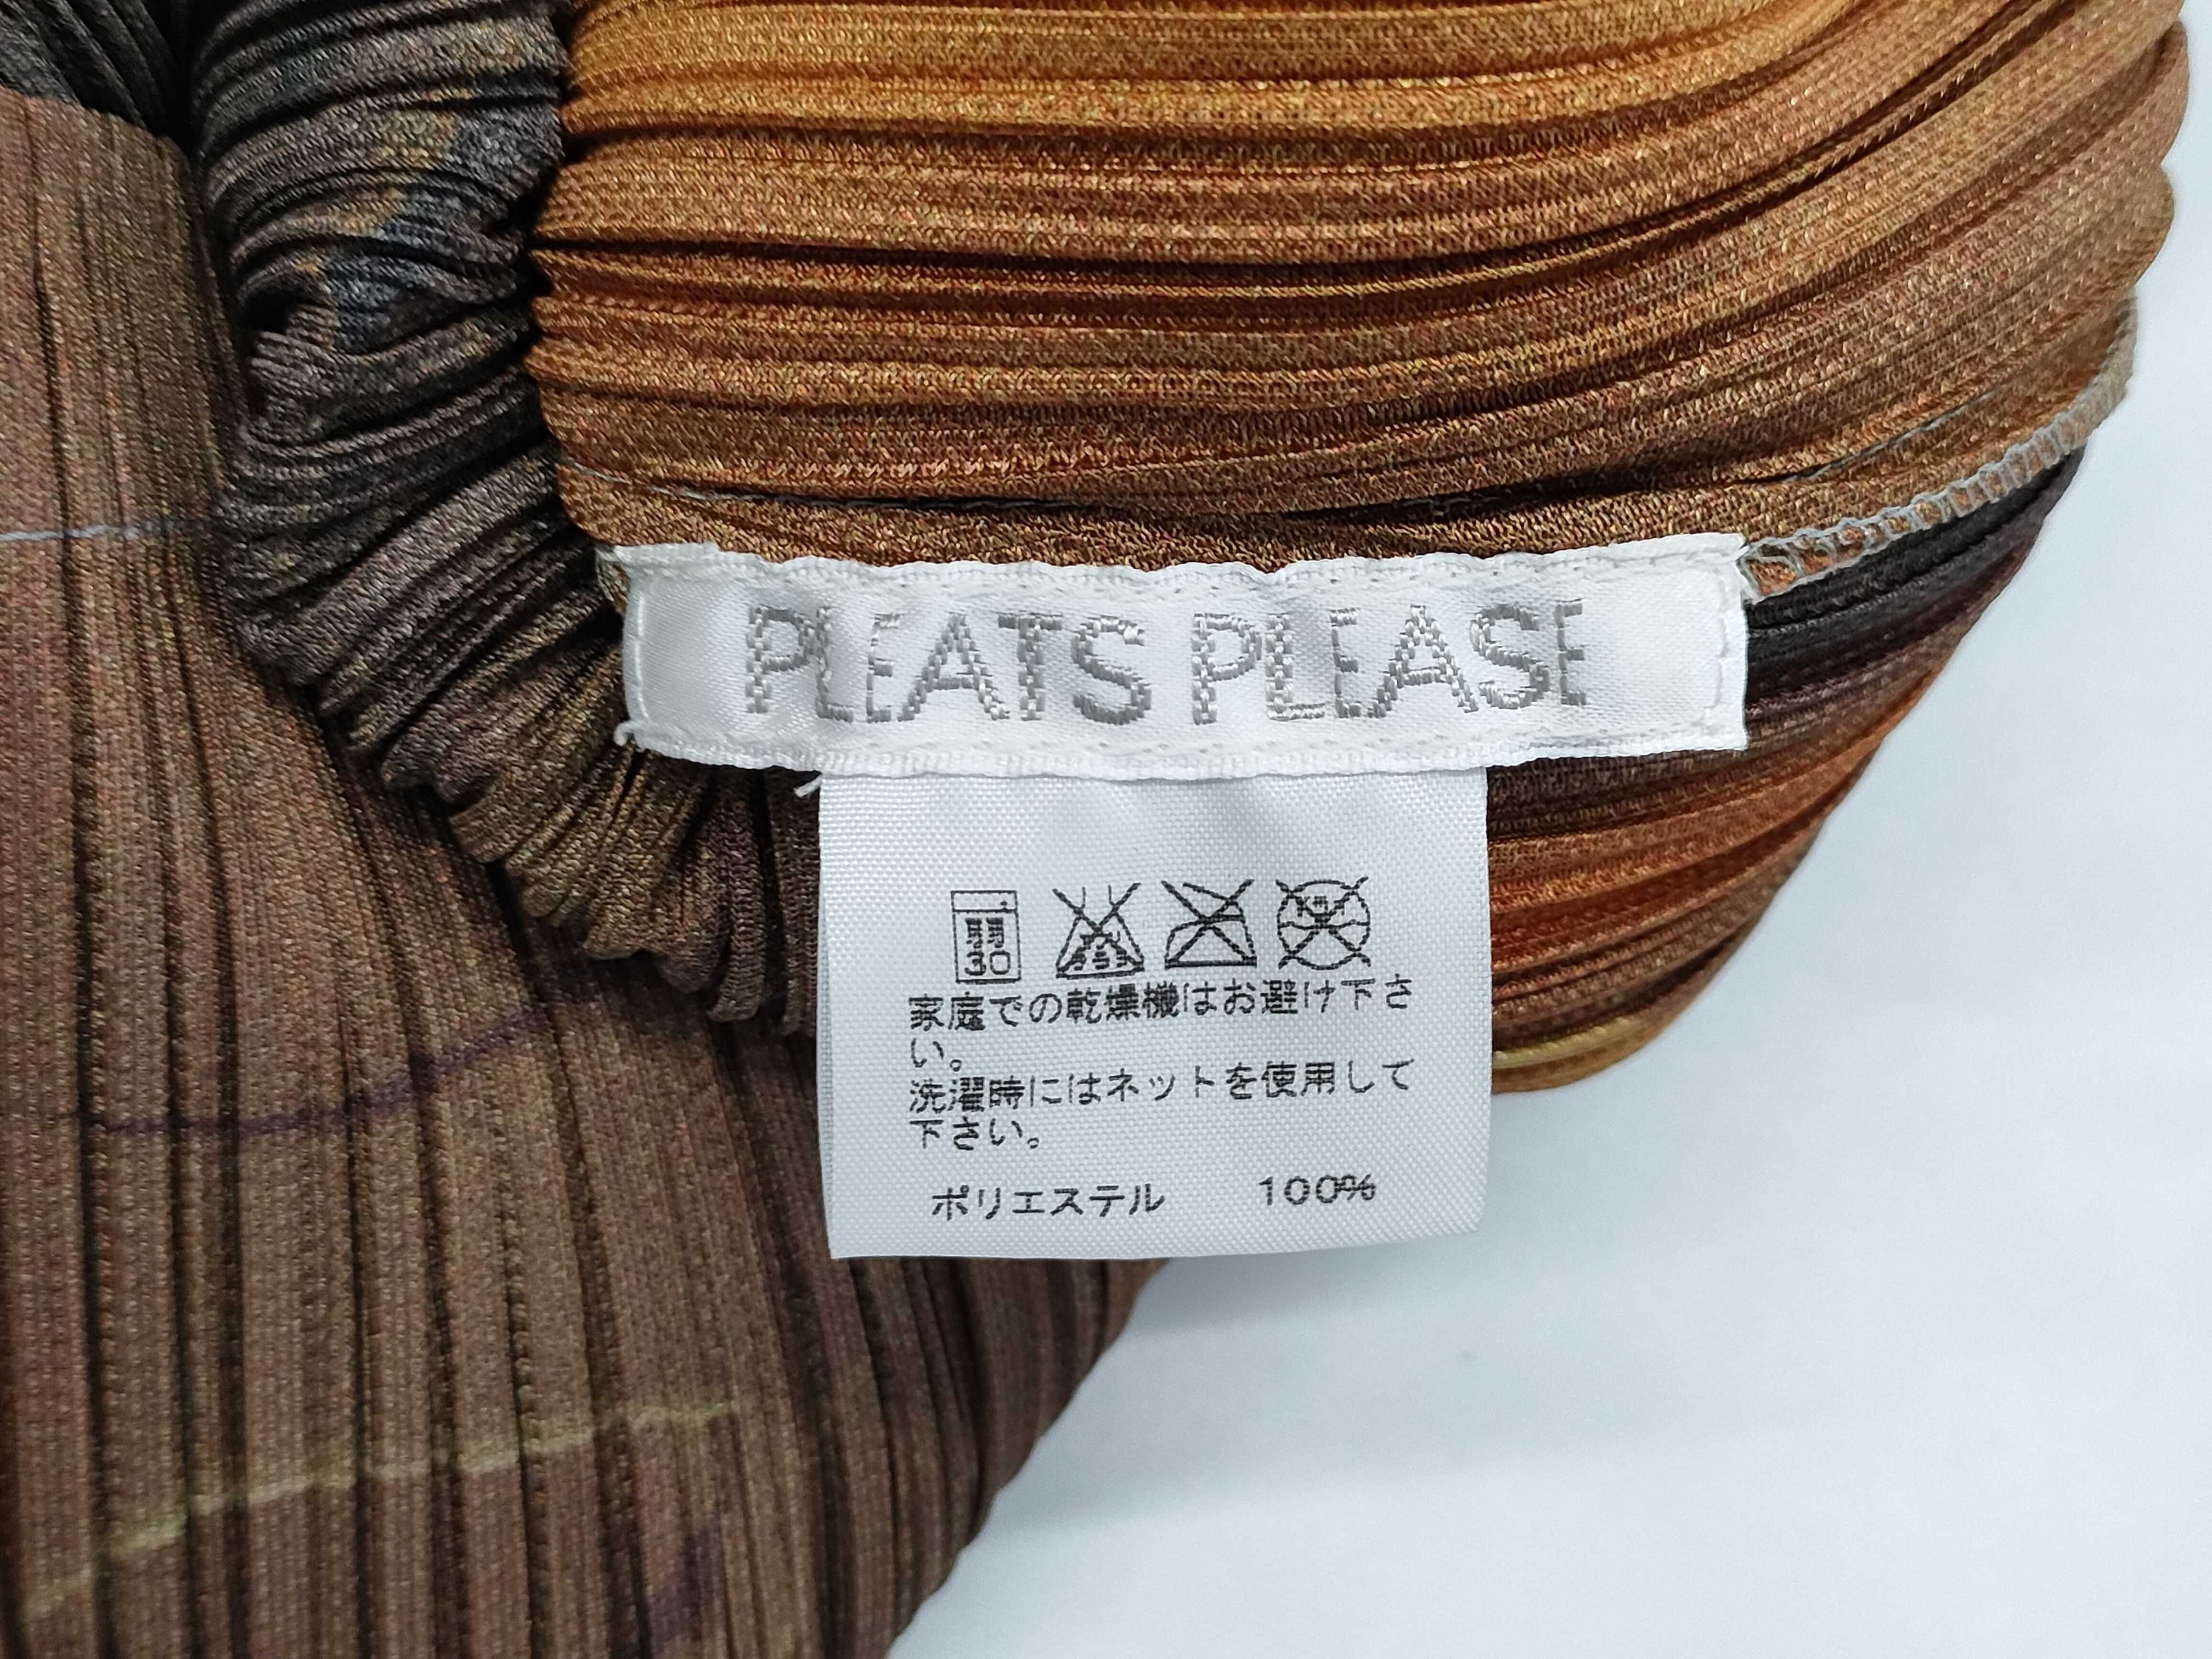 PLEATS PLEASE
弱
30
家庭での乾燥機はお避け下さ
い。
洗濯時にはネットを使用して
下さい。
ポリエステル 100%